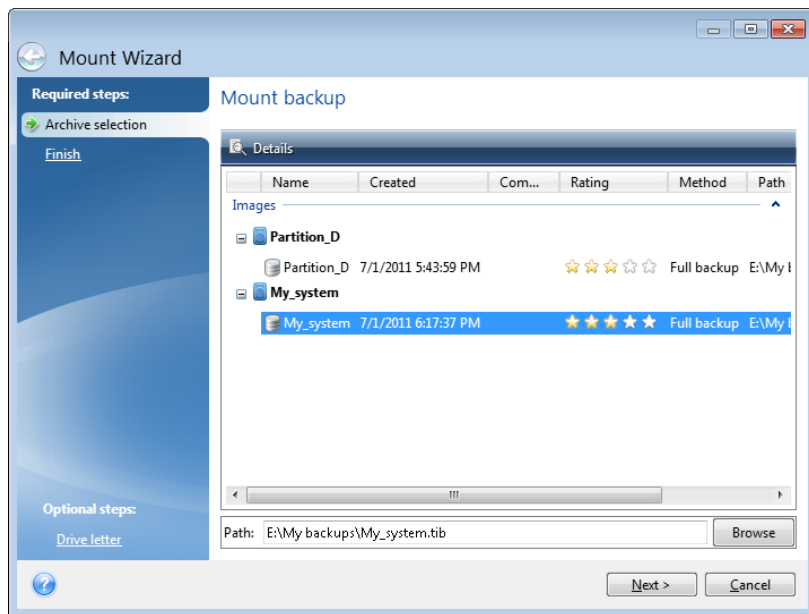 Mount Wizard
Required steps:
Archive selection
Finish
Optional steps:
Drive letter
Mount backup
Details
Name Created Com... Rating Method Path
Images
Partition_D
Partition_D 7/1/2011 5:43:59 PM Full backup E:\My
My_system
My_system 7/1/2011 6:17:37 PM Full backup E:\My
Path: E:\My backups\My_system.tib Browse
Next > Cancel